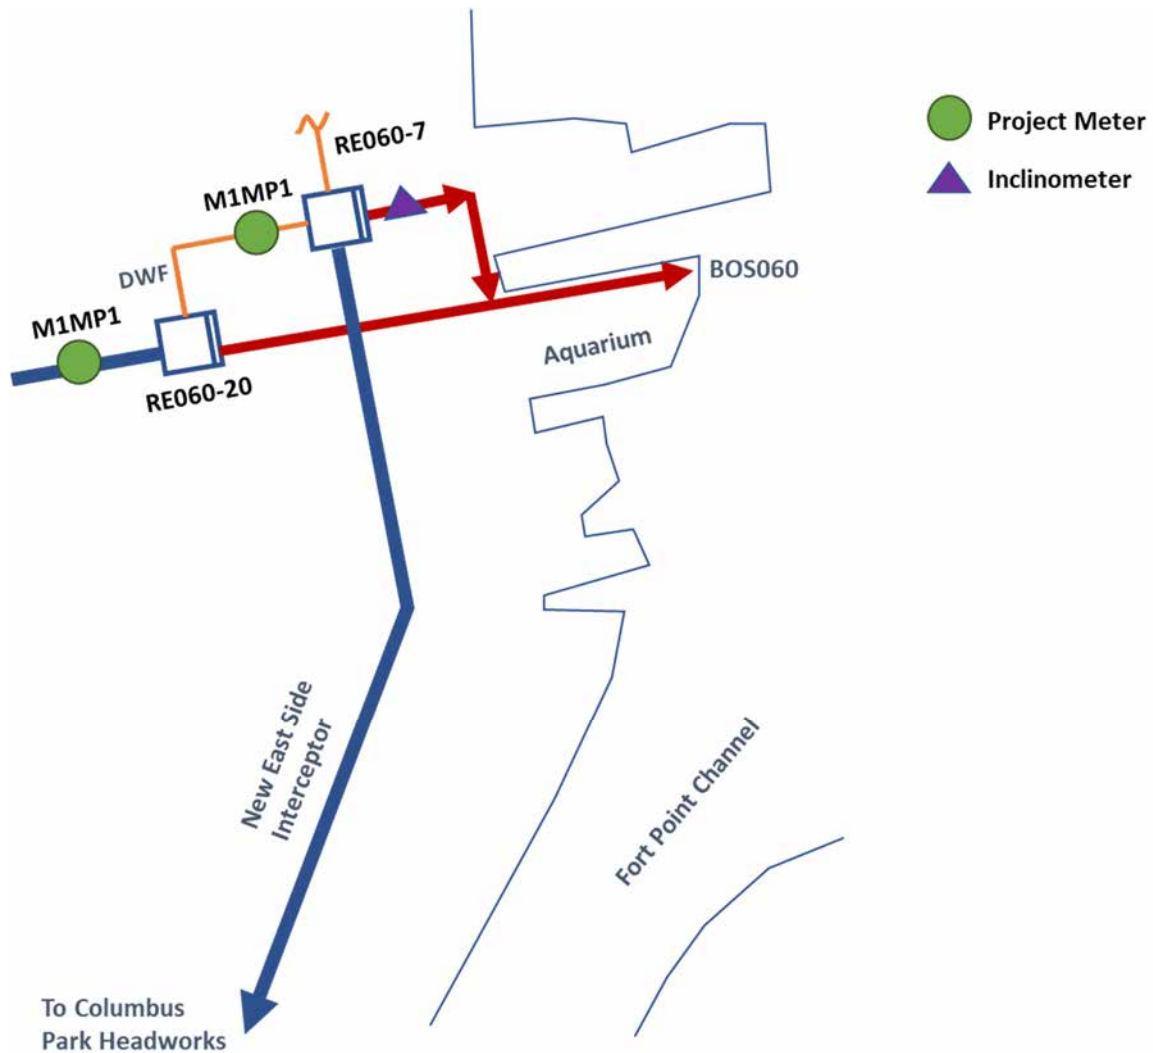 Project Meter
RE060-7
M1MP1
Inclinometer
DWF
BOS060
M1MP1
Aquarium
RE060-20
New East Side
Interceptor
Fort Point Channel
To Columbus
Park Headworks